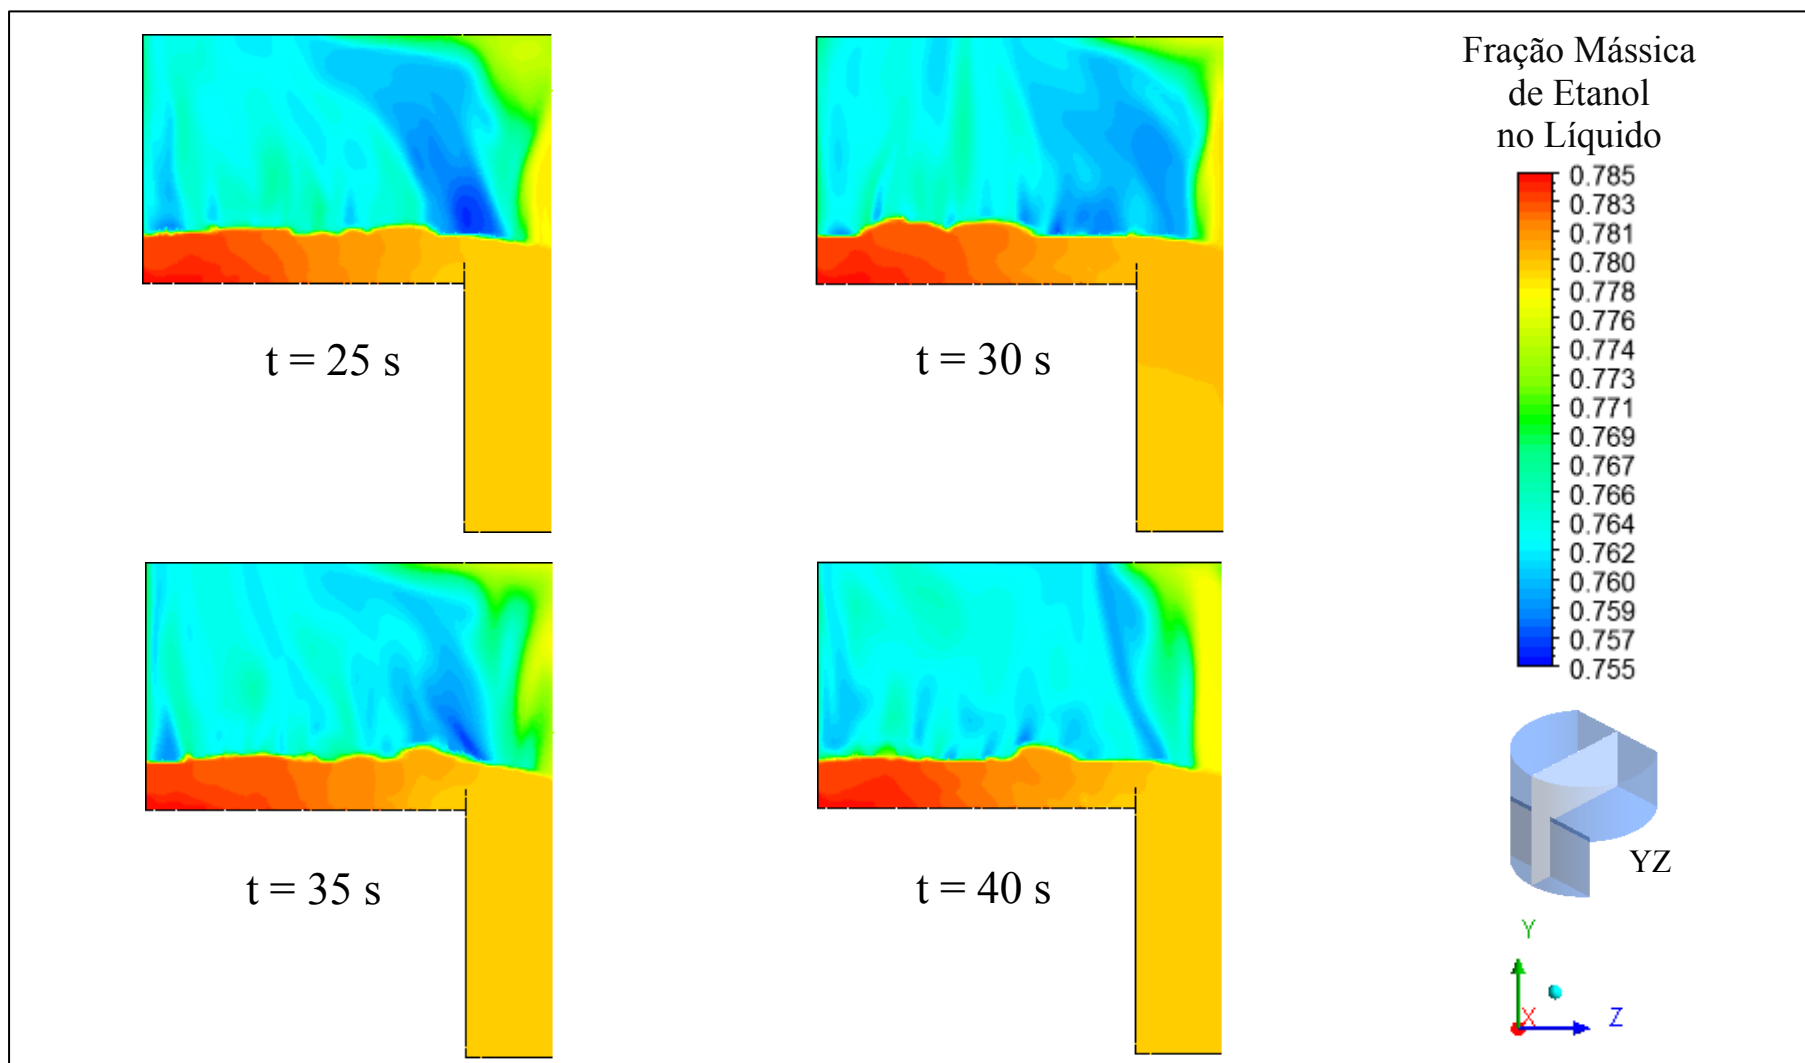 Fração Mássica
de Etanol
no Líquido
0.785
0.783
0.781
0.780
0.778
0.776
0.774
0.773
0.771
0.769
0.767
0.766
0.764
0.762
0.760
0.759
0.757
0.755
t = 25 s
t = 30 s
t = 35 s
t = 40 s
YZ
Y
X
Z